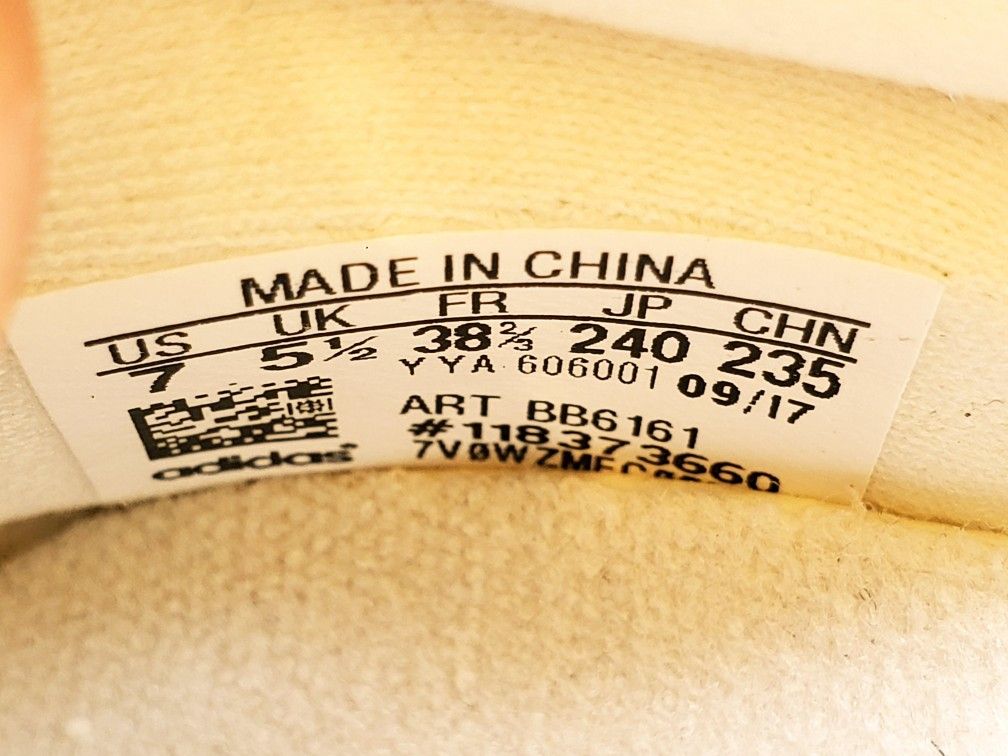 MADE IN CHINA
US UK FR JP CHN
7 5½ 38⅔ 240 235
YYA 606001 09/17
ART BB6161
#118373660
adidas